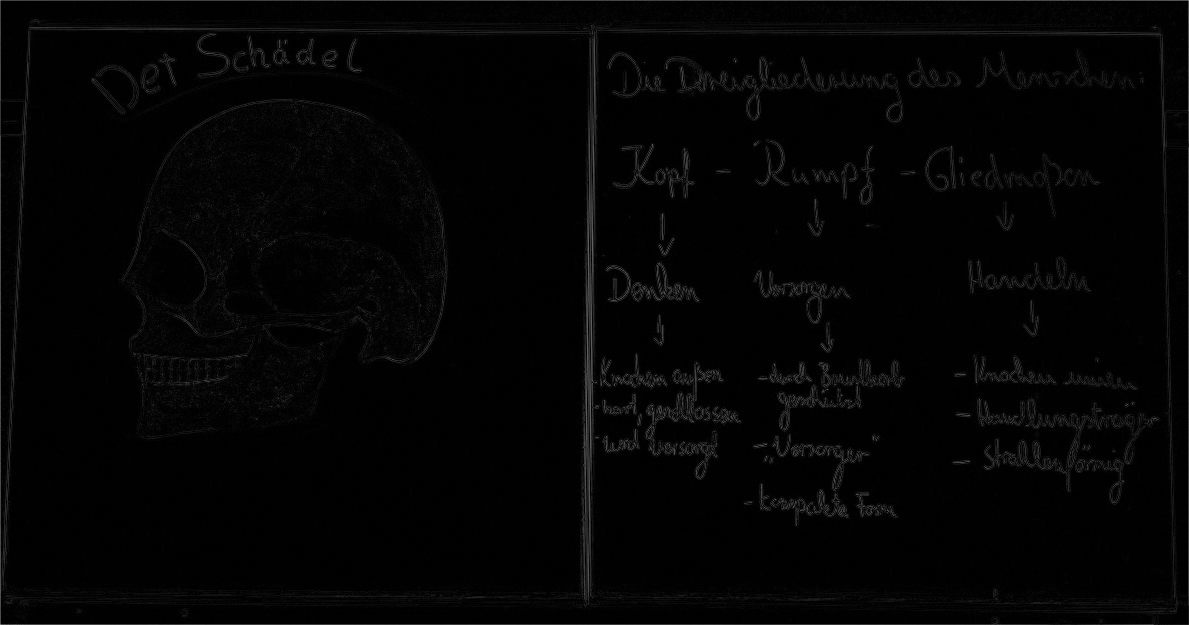 Der Schädel
Die Dreigliederung des Menschen:
Kopf - Rumpf - Gliedmaßen
↓ ↓ ↓
Denken Versorgen Handeln
↓ ↓ ↓
- Knochen außen
- hart, geschlossen
- wird versorgt
- durch Brustkorb
geschützt
- „Versorger“
- kompakte Form
- Knochen innen
- Handlungsträger
- Strahlenförmig